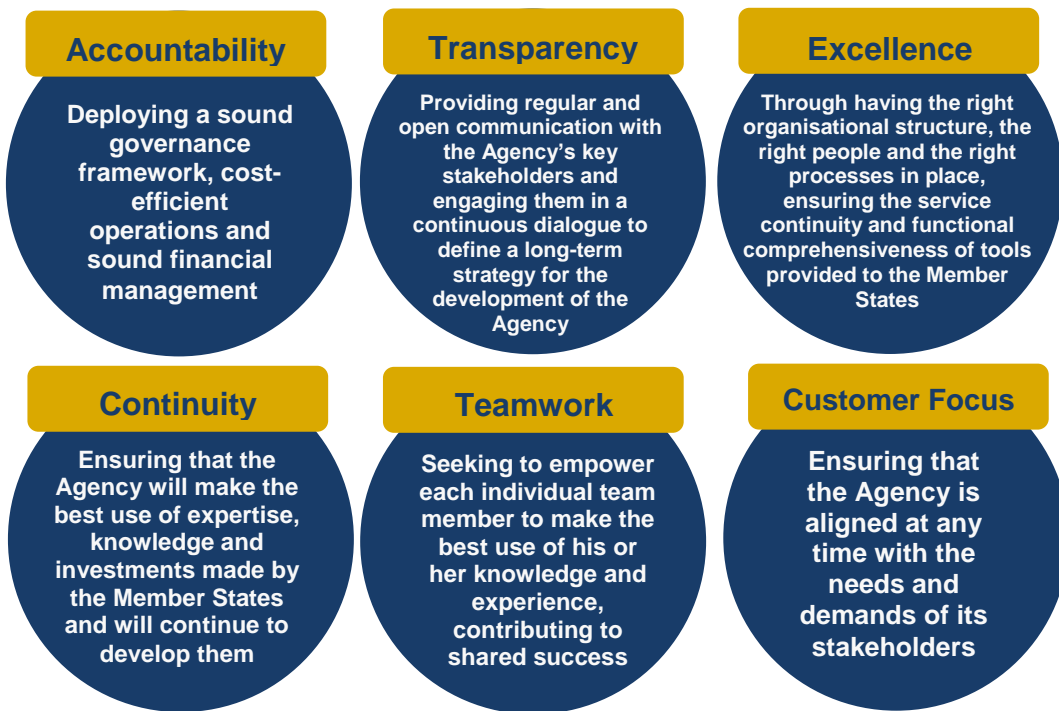 Accountability
Deploying a sound
governance
framework, cost-
efficient
operations and
sound financial
management
Transparency
Providing regular and
open communication with
the Agency's key
stakeholders and
engaging them in a
continuous dialogue to
define a long-term
strategy for the
development of the
Agency
Excellence
Through having the right
organisational structure, the
right people and the right
processes in place,
ensuring the service
continuity and functional
comprehensiveness of tools
provided to the Member
States
Continuity
Ensuring that the
Agency will make the
best use of expertise,
knowledge and
investments made by
the Member States
and will continue to
develop them
Teamwork
Seeking to empower
each individual team
member to make the
best use of his or
her knowledge and
experience,
contributing to
shared success
Customer Focus
Ensuring that
the Agency is
aligned at any
time with the
needs and
demands of its
stakeholders